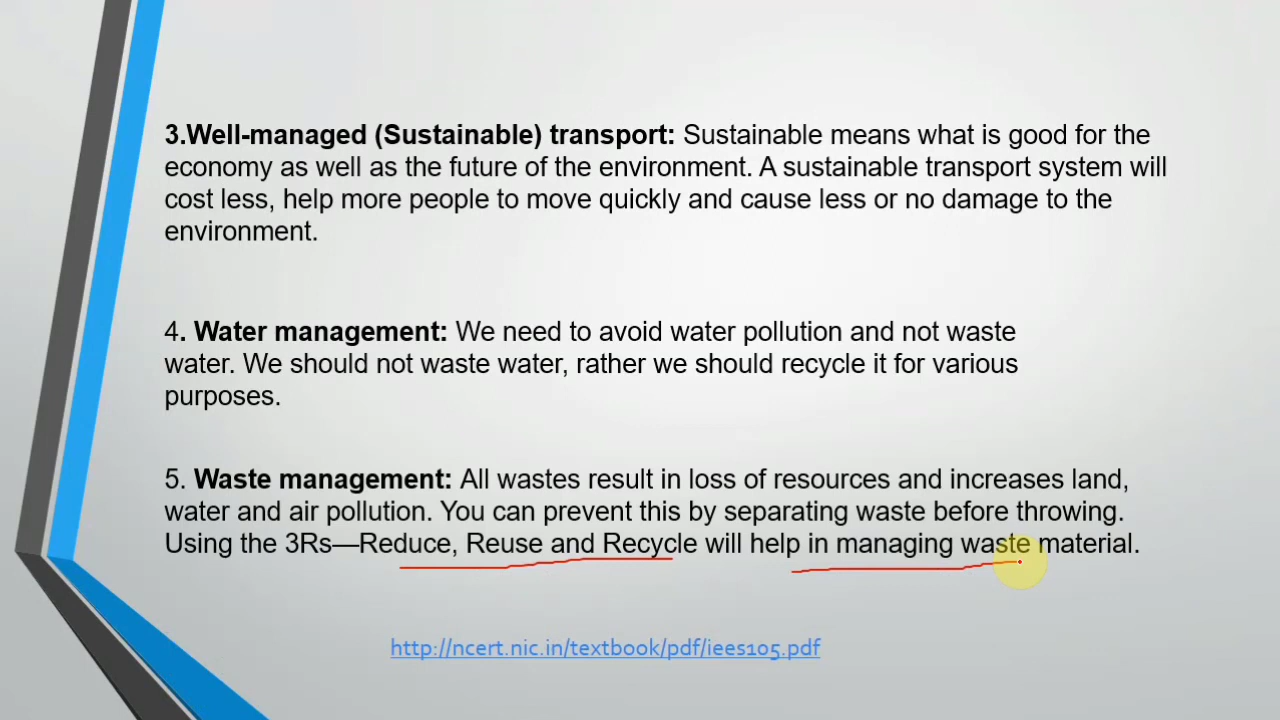 3.Well-managed (Sustainable) transport: Sustainable means what is good for the
economy as well as the future of the environment. A sustainable transport system will
cost less, help more people to move quickly and cause less or no damage to the
environment.
4. Water management: We need to avoid water pollution and not waste
water. We should not waste water, rather we should recycle it for various
purposes.
5. Waste management: All wastes result in loss of resources and increases land,
water and air pollution. You can prevent this by separating waste before throwing.
Using the 3Rs—Reduce, Reuse and Recycle will help in managing waste material.
http://ncert.nic.in/textbook/pdf/iees105.pdf